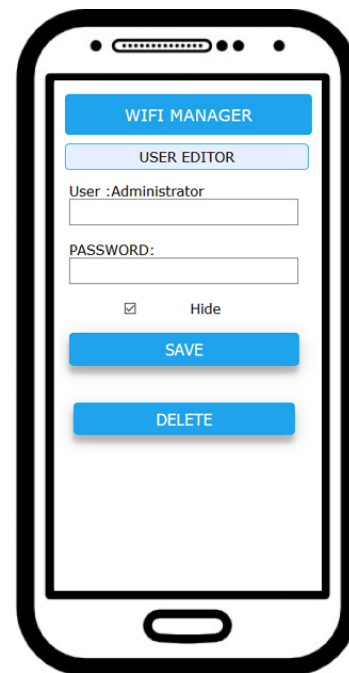 WIFI MANAGER
USER EDITOR
User :Administrator
PASSWORD:
Hide
SAVE
DELETE